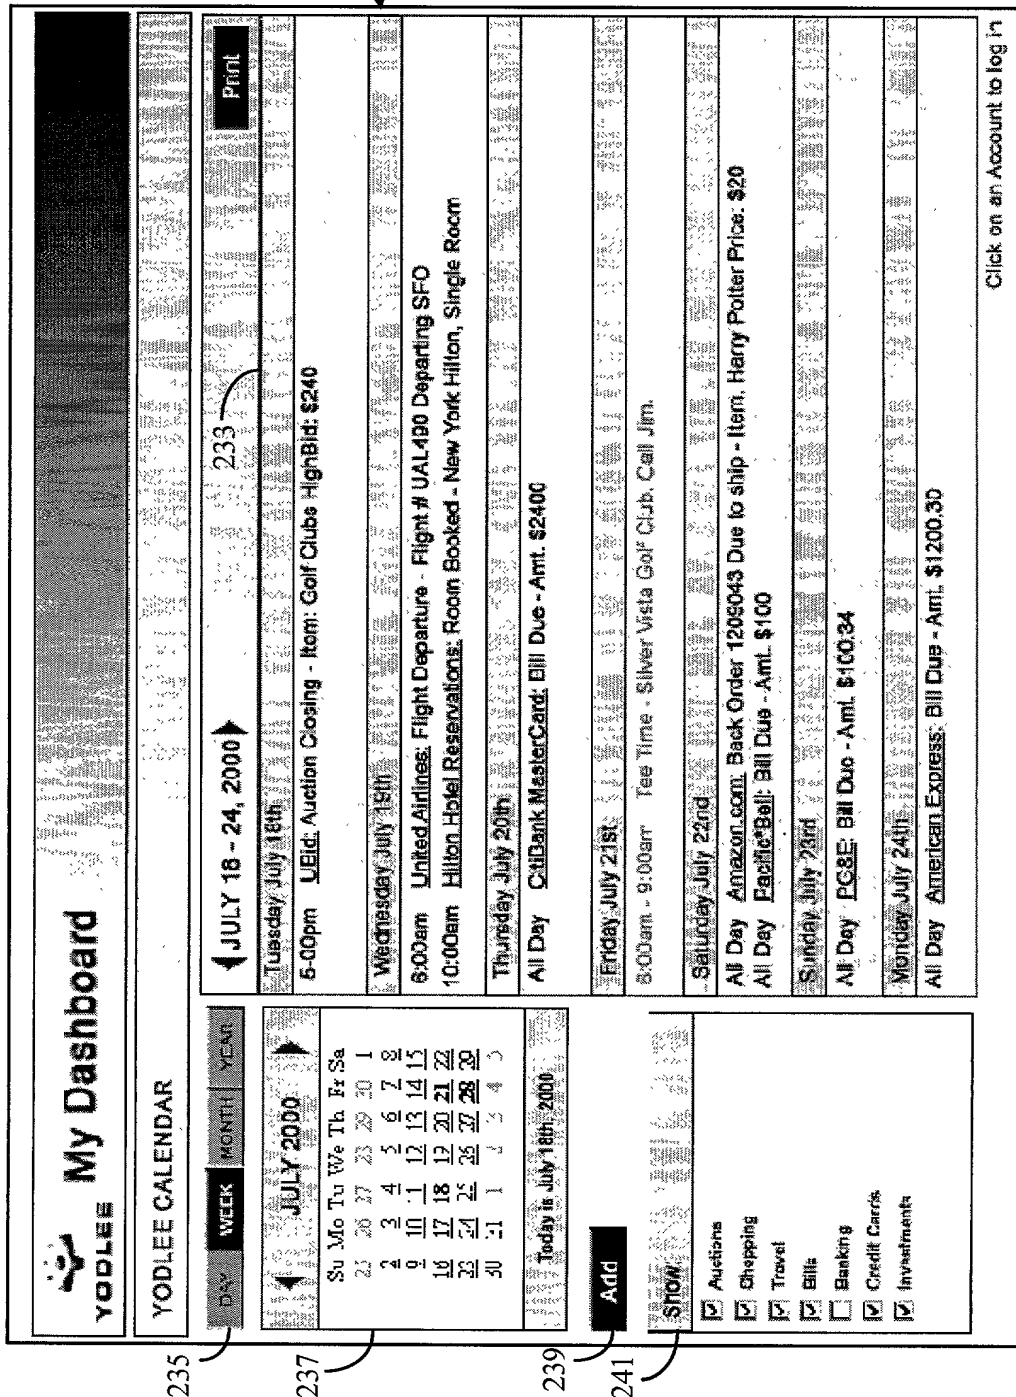 YODLEE My Dashboard
YODLEE CALENDAR
235
DAY WEEK MONTH YEAR
JULY 18 - 24, 2000
233
Print
237
JULY 2000
Su Mo Tu We Th Fr Sa
25 26 27 28 29 30 1
2 3 4 5 6 7 8
9 10 11 12 13 14 15
16 17 18 19 20 21 22
23 24 25 26 27 28 29
30 31 1 2 3 4 5
Today is July 18th, 2000
239
Add
241
Show
Auctions
Shopping
Travel
Bills
Banking
Credit Cards
Investments
Tuesday July 18th
5:00pm UBid: Auction Closing - Item: Golf Clubs HighBid: $240
Wednesday July 19th
6:00am United Airlines: Flight Departure - Flight # UAL490 Departing SFO
10:00am Hilton Hotel Reservations: Room Booked - New York Hilton, Single Room
Thursday July 20th
All Day CitiBank MasterCard: Bill Due - Amt. $2400
Friday July 21st
8:00am - 9:00am Tee Time - Silver Vista Golf Club. Call Jim.
Saturday July 22nd
All Day Amazon.com: Back Order 1209043 Due to ship - Item, Harry Potter Price: $20
All Day Pacific*Bell: Bill Due - Amt. $100
Sunday July 23rd
All Day PG&E: Bill Due - Amt. $100.34
Monday July 24th
All Day American Express: Bill Due - Amt. $1200.30
Click on an Account to log in